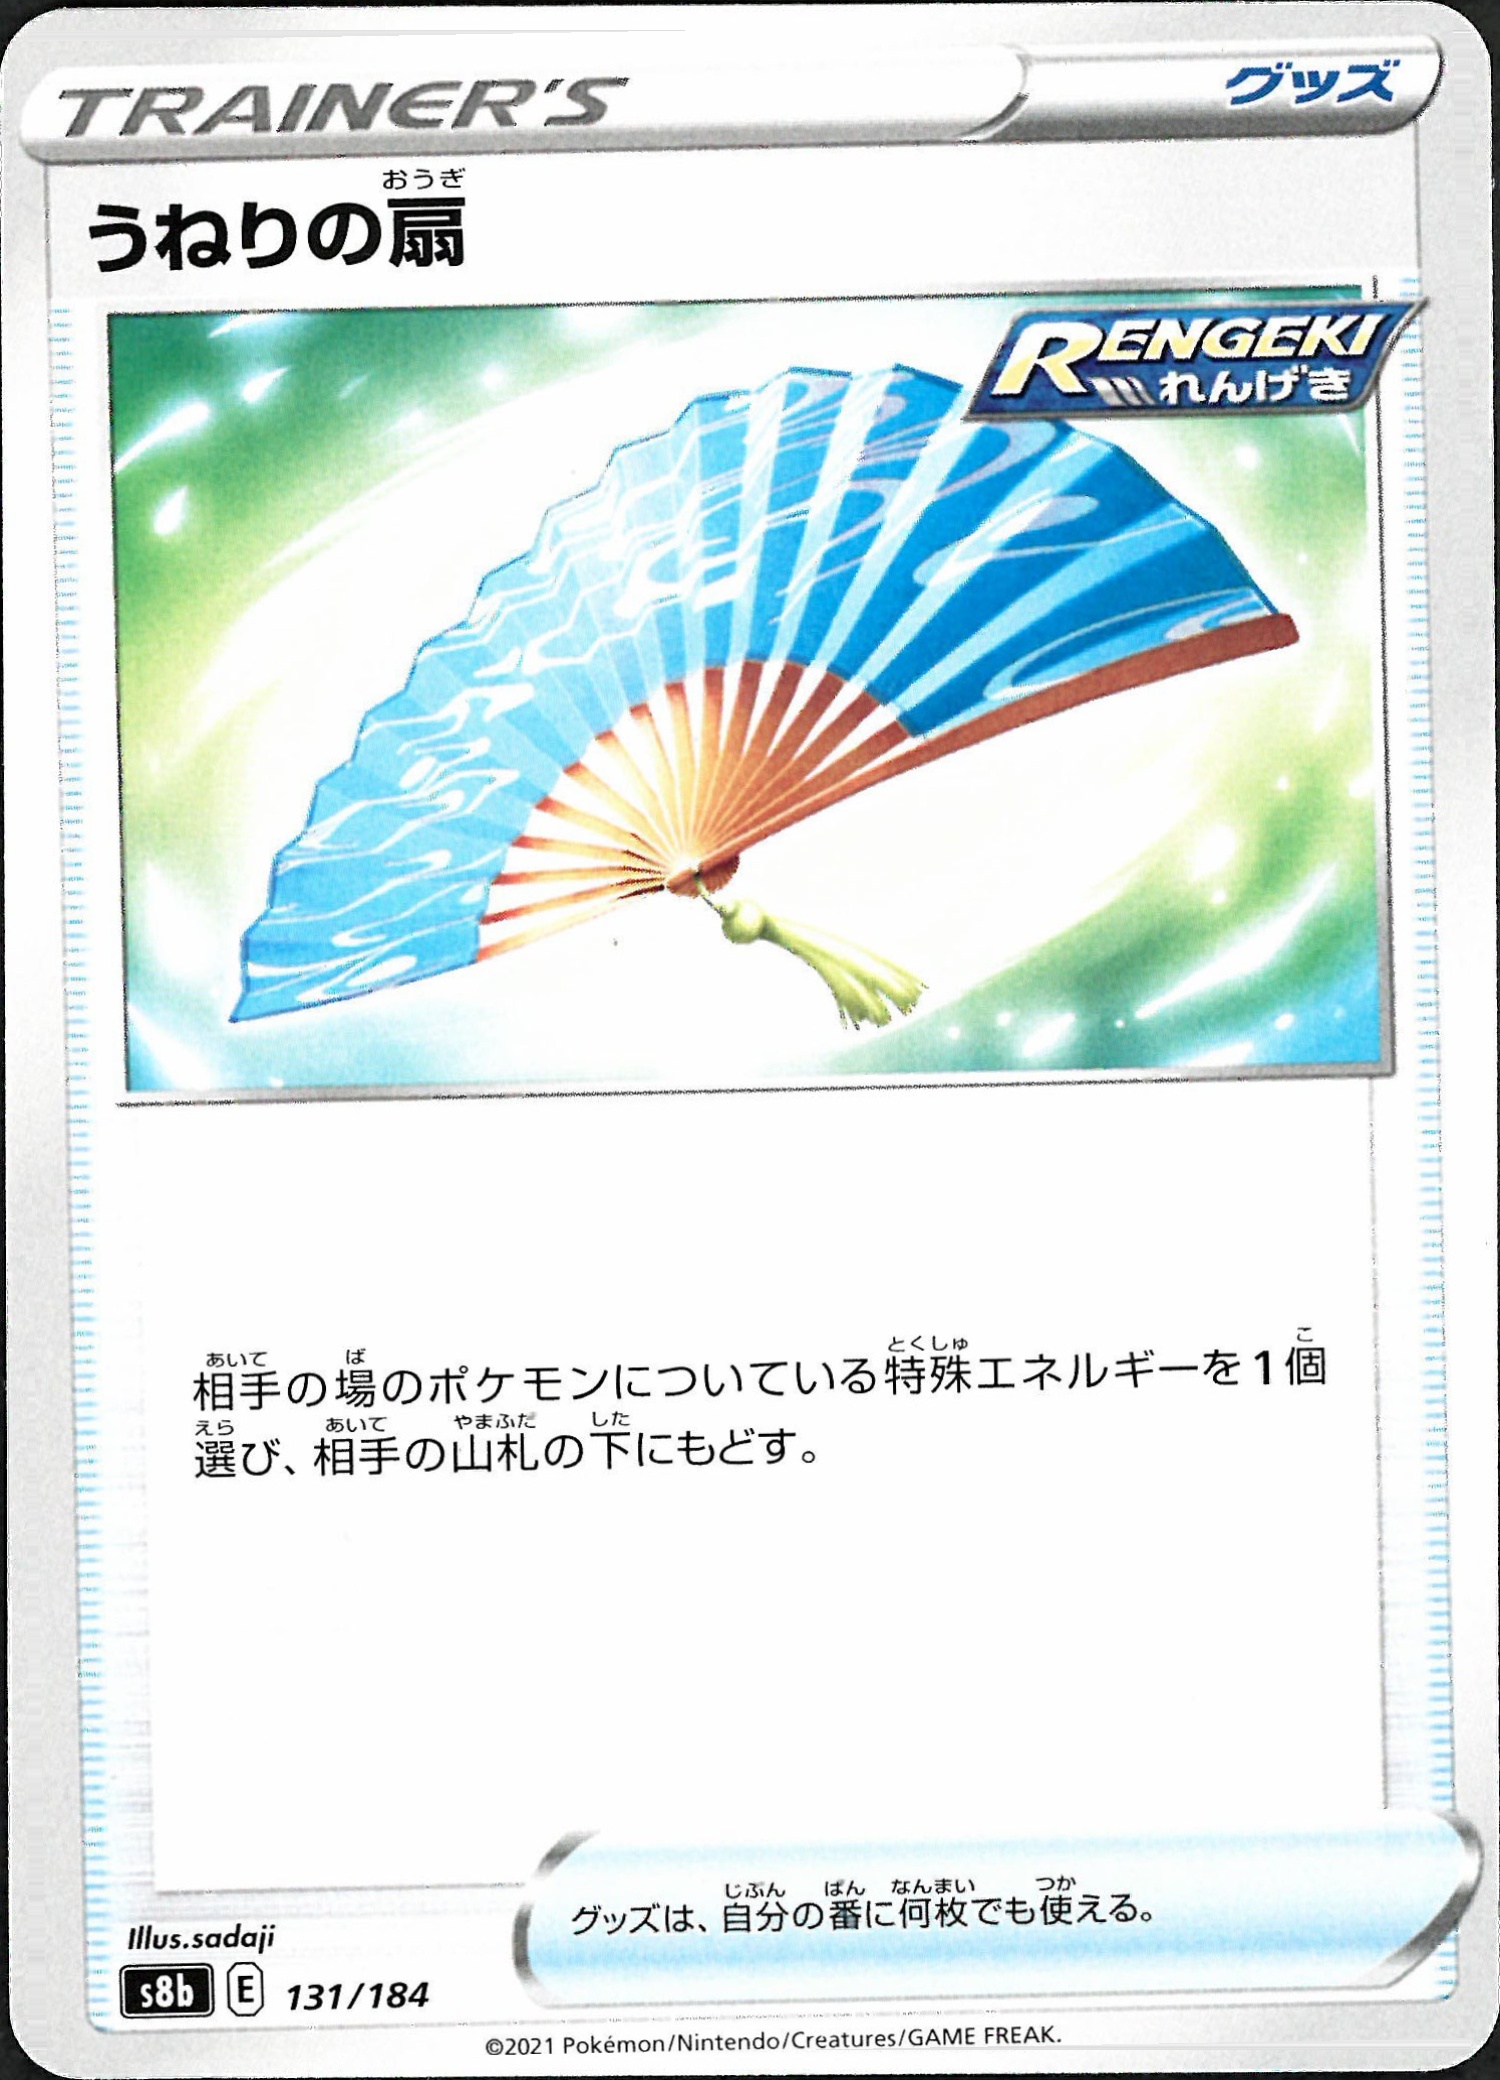 TRAINER'S
グッズ
おうぎ
うねりの扇
RENGEKI
れんげき
あいて ば とくしゅ こ
相手の場のポケモンについている特殊エネルギーを1個
えら あいて やまふだ した
選び、相手の山札の下にもどす。
じぶん ばん なんまい つか
グッズは、自分の番に何枚でも使える。
Illus.sadaji
s8b E 131/184
©2021 Pokémon/Nintendo/Creatures/GAME FREAK.